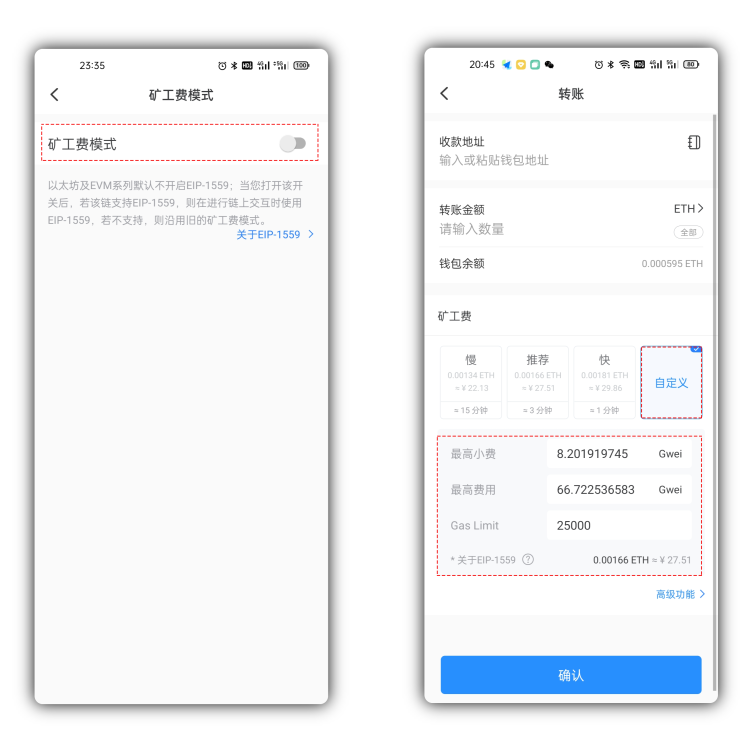 23:35
矿工费模式
矿工费模式
以太坊及EVM系列默认不开启EIP-1559；当您打开该开
关后，若该链支持EIP-1559，则在进行链上交互时使用
EIP-1559，若不支持，则沿用旧的矿工费模式。
关于EIP-1559
20:45
转账
收款地址
输入或粘贴钱包地址
转账金额
ETH
请输入数量
全部
钱包余额
0.000595 ETH
矿工费
慢
0.00134 ETH
≈ ¥ 22.13
≈ 15 分钟
推荐
0.00166 ETH
≈ ¥ 27.51
≈ 3 分钟
快
0.00181 ETH
≈ ¥ 29.86
≈ 1 分钟
自定义
最高小费 8.201919745 Gwei
最高费用 66.722536583 Gwei
Gas Limit 25000
* 关于EIP-1559 ? 0.00166 ETH ≈ ¥ 27.51
高级功能
确认